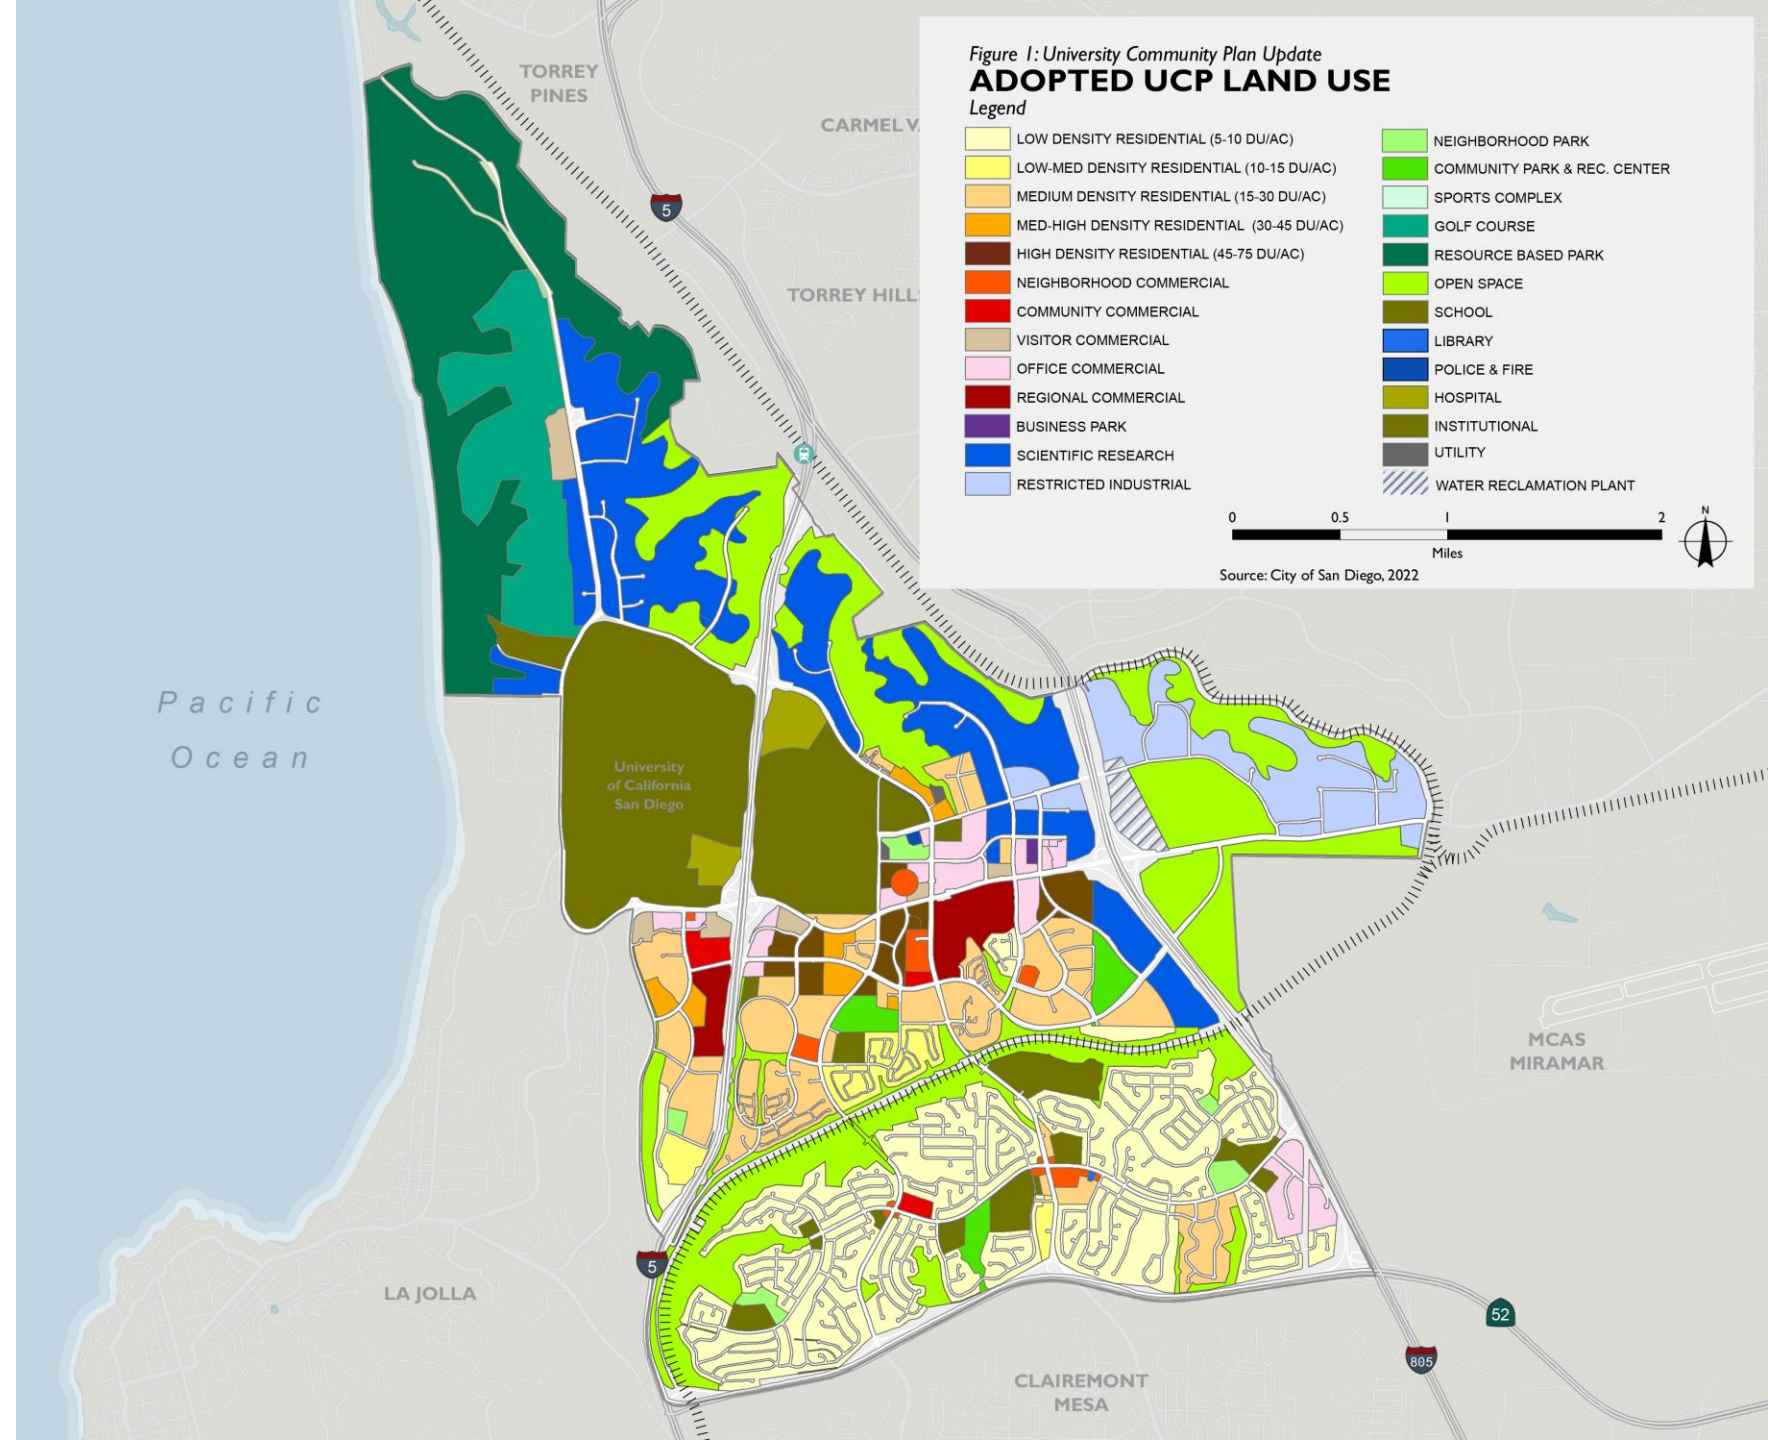 TORREY
PINES
CARMEL VA
5
TORREY HILLS
Figure 1: University Community Plan Update
ADOPTED UCP LAND USE
Legend
LOW DENSITY RESIDENTIAL (5-10 DU/AC)
LOW-MED DENSITY RESIDENTIAL (10-15 DU/AC)
MEDIUM DENSITY RESIDENTIAL (15-30 DU/AC)
MED-HIGH DENSITY RESIDENTIAL (30-45 DU/AC)
HIGH DENSITY RESIDENTIAL (45-75 DU/AC)
NEIGHBORHOOD COMMERCIAL
COMMUNITY COMMERCIAL
VISITOR COMMERCIAL
OFFICE COMMERCIAL
REGIONAL COMMERCIAL
BUSINESS PARK
SCIENTIFIC RESEARCH
RESTRICTED INDUSTRIAL
NEIGHBORHOOD PARK
COMMUNITY PARK & REC. CENTER
SPORTS COMPLEX
GOLF COURSE
RESOURCE BASED PARK
OPEN SPACE
SCHOOL
LIBRARY
POLICE & FIRE
HOSPITAL
INSTITUTIONAL
UTILITY
WATER RECLAMATION PLANT
0 0.5 1 2
Miles
N
Source: City of San Diego, 2022
Pacific
Ocean
University
of California
San Diego
MCAS
MIRAMAR
5
LA JOLLA
52
805
CLAIREMONT
MESA